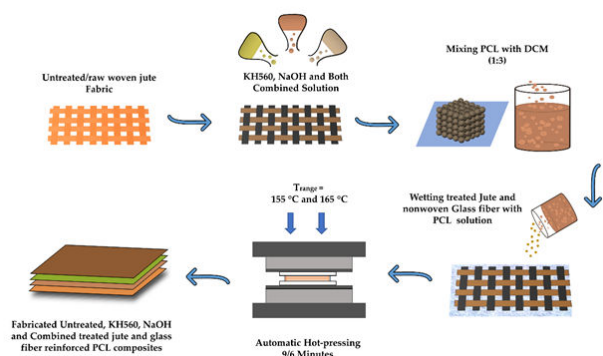 Untreated/raw woven jute
Fabric
KH560, NaOH and Both
Combined Solution
Mixing PCL with DCM
(1:3)
Wetting treated Jute and
nonwoven Glass fiber with
PCL solution
Trange =
155 °C and 165 °C
Automatic Hot-pressing
9/6 Minutes
Fabricated Untreated, KH560, NaOH
and Combined treated jute and glass
fiber reinforced PCL composites